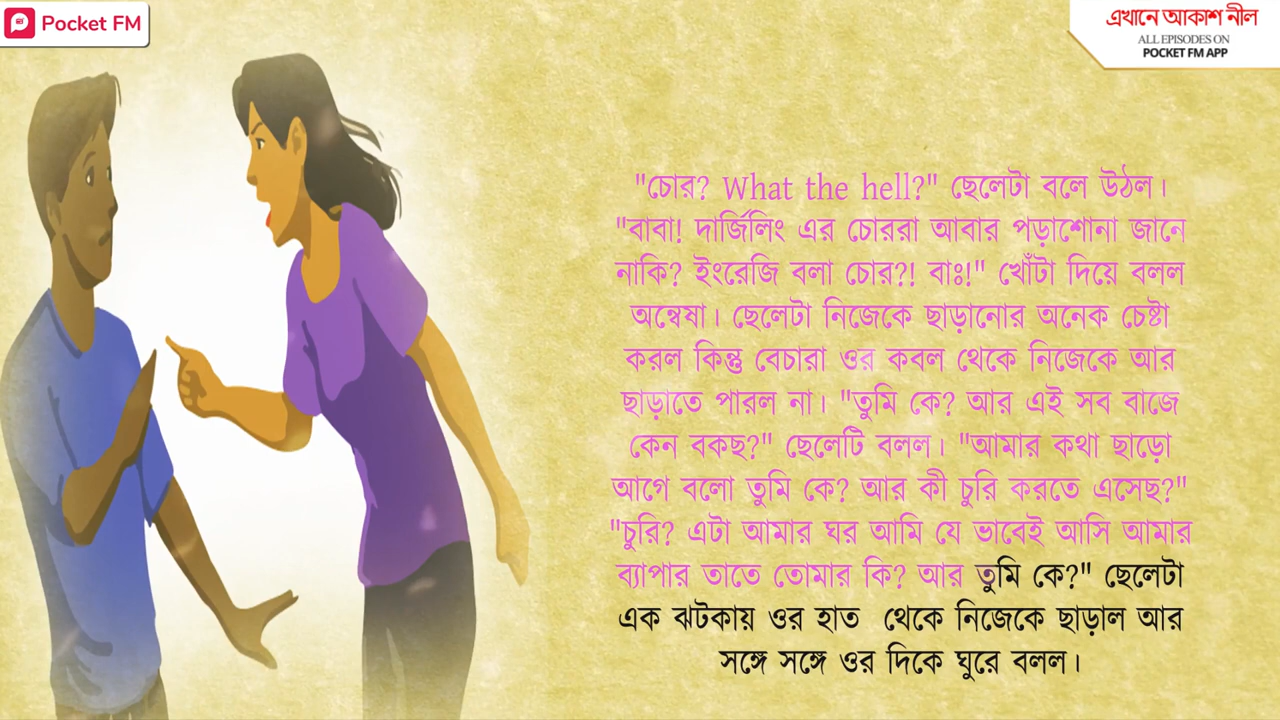 Pocket FM
এখানে আকাশ নীল
ALL EPISODES ON
POCKET FM APP
"চোর? What the hell?" ছেলেটা বলে উঠল।
"বাবা! দার্জিলিং এর চোররা আবার পড়াশোনা জানে
নাকি? ইংরেজি বলা চোর?! বাঃ!" খোঁটা দিয়ে বলল
অন্বেষা। ছেলেটা নিজেকে ছাড়ানোর অনেক চেষ্টা
করল কিন্তু বেচারা ওর কবল থেকে নিজেকে আর
ছাড়াতে পারল না। "তুমি কে? আর এই সব বাজে
কেন বকছ?" ছেলেটি বলল। "আমার কথা ছাড়ো
আগে বলো তুমি কে? আর কী চুরি করতে এসেছ?"
"চুরি? এটা আমার ঘর আমি যে ভাবেই আসি আমার
ব্যাপার তাতে তোমার কি? আর তুমি কে?" ছেলেটা
এক ঝটকায় ওর হাত থেকে নিজেকে ছাড়াল আর
সঙ্গে সঙ্গে ওর দিকে ঘুরে বলল।